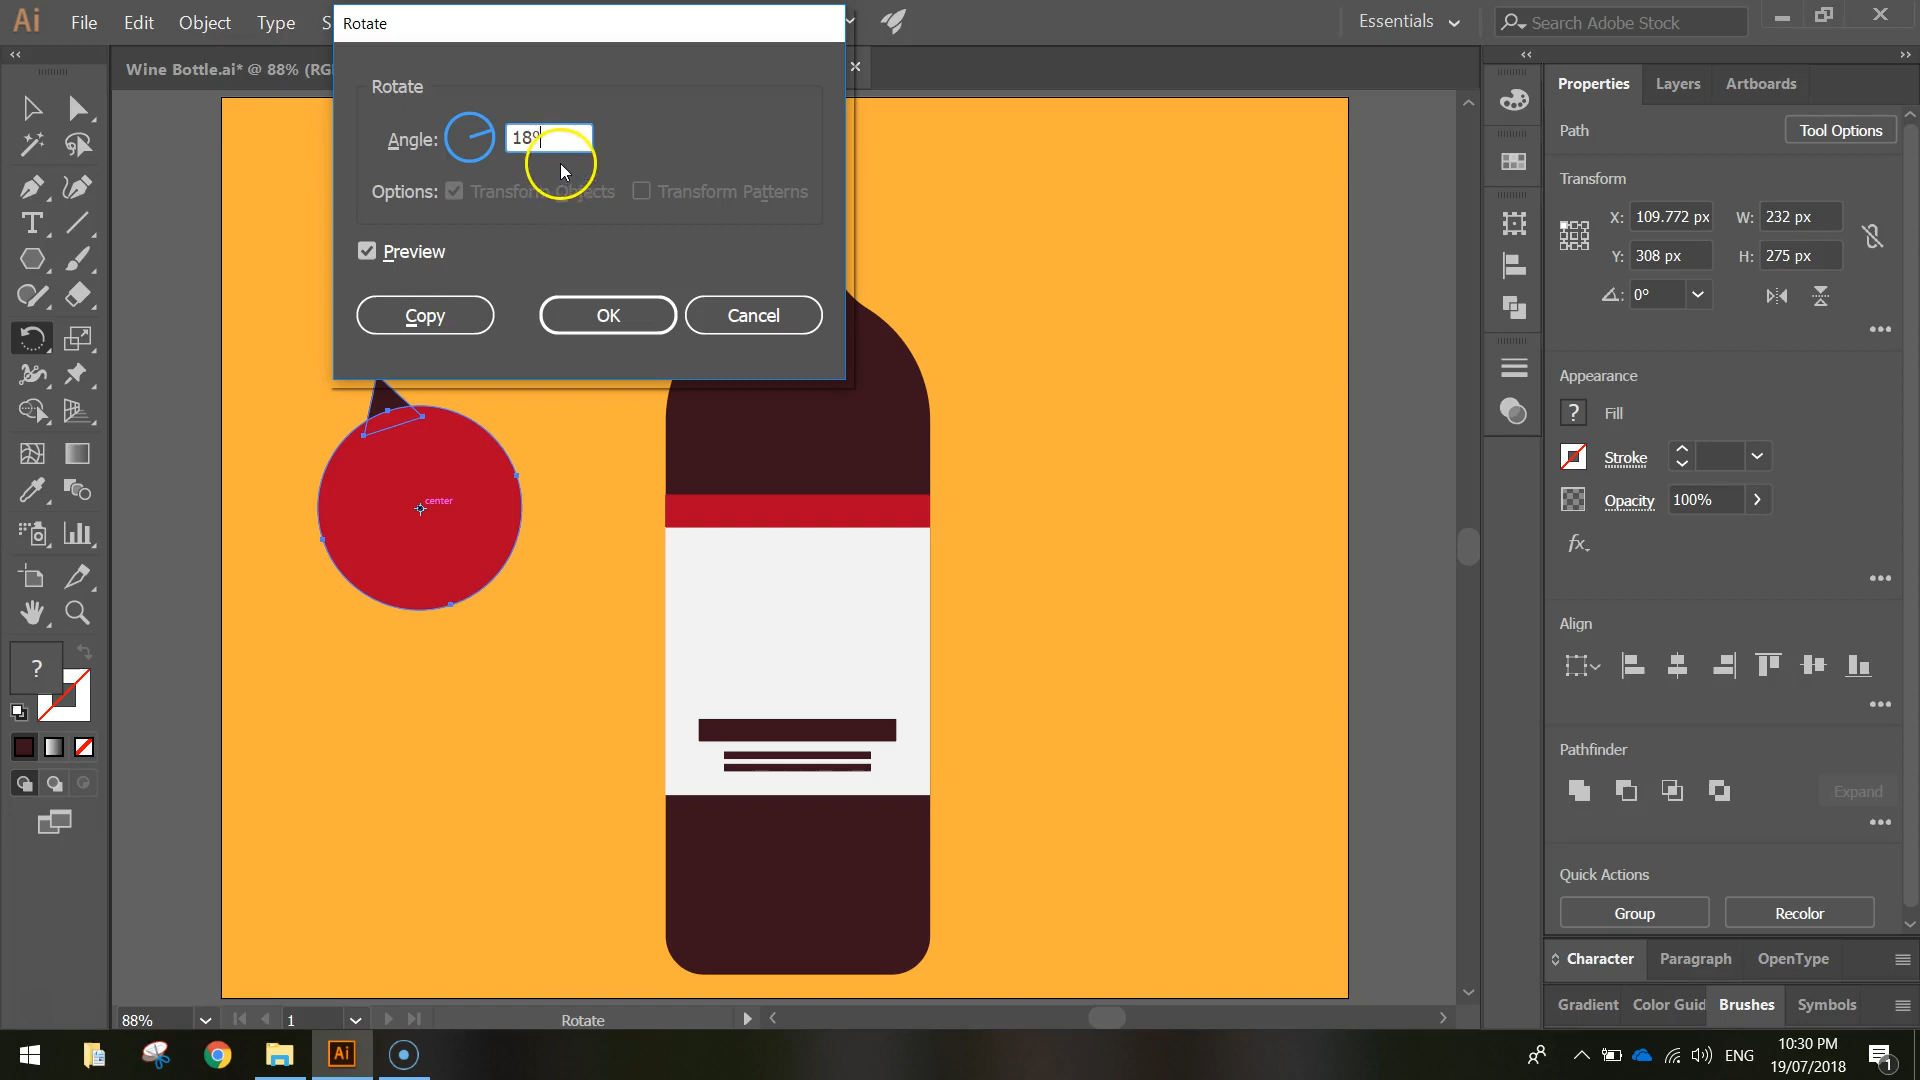 Ai File Edit Object Type S
Essentials
Search Adobe Stock
Rotate
Wine Bottle.ai* @ 88% (RG
Rotate
Angle: 18°
Options: Transform Objects Transform Patterns
Preview
Copy OK Cancel
center
Properties Layers Artboards
Path Tool Options
Transform
X: 109.772 px W: 232 px
Y: 308 px H: 275 px
0°
Appearance
? Fill
Stroke
Opacity 100%
fx
Align
Pathfinder
Expand
Quick Actions
Group Recolor
Character Paragraph OpenType
Gradient Color Guid Brushes Symbols
?
88% 1 Rotate
Ai
ENG
10:30 PM
19/07/2018
1